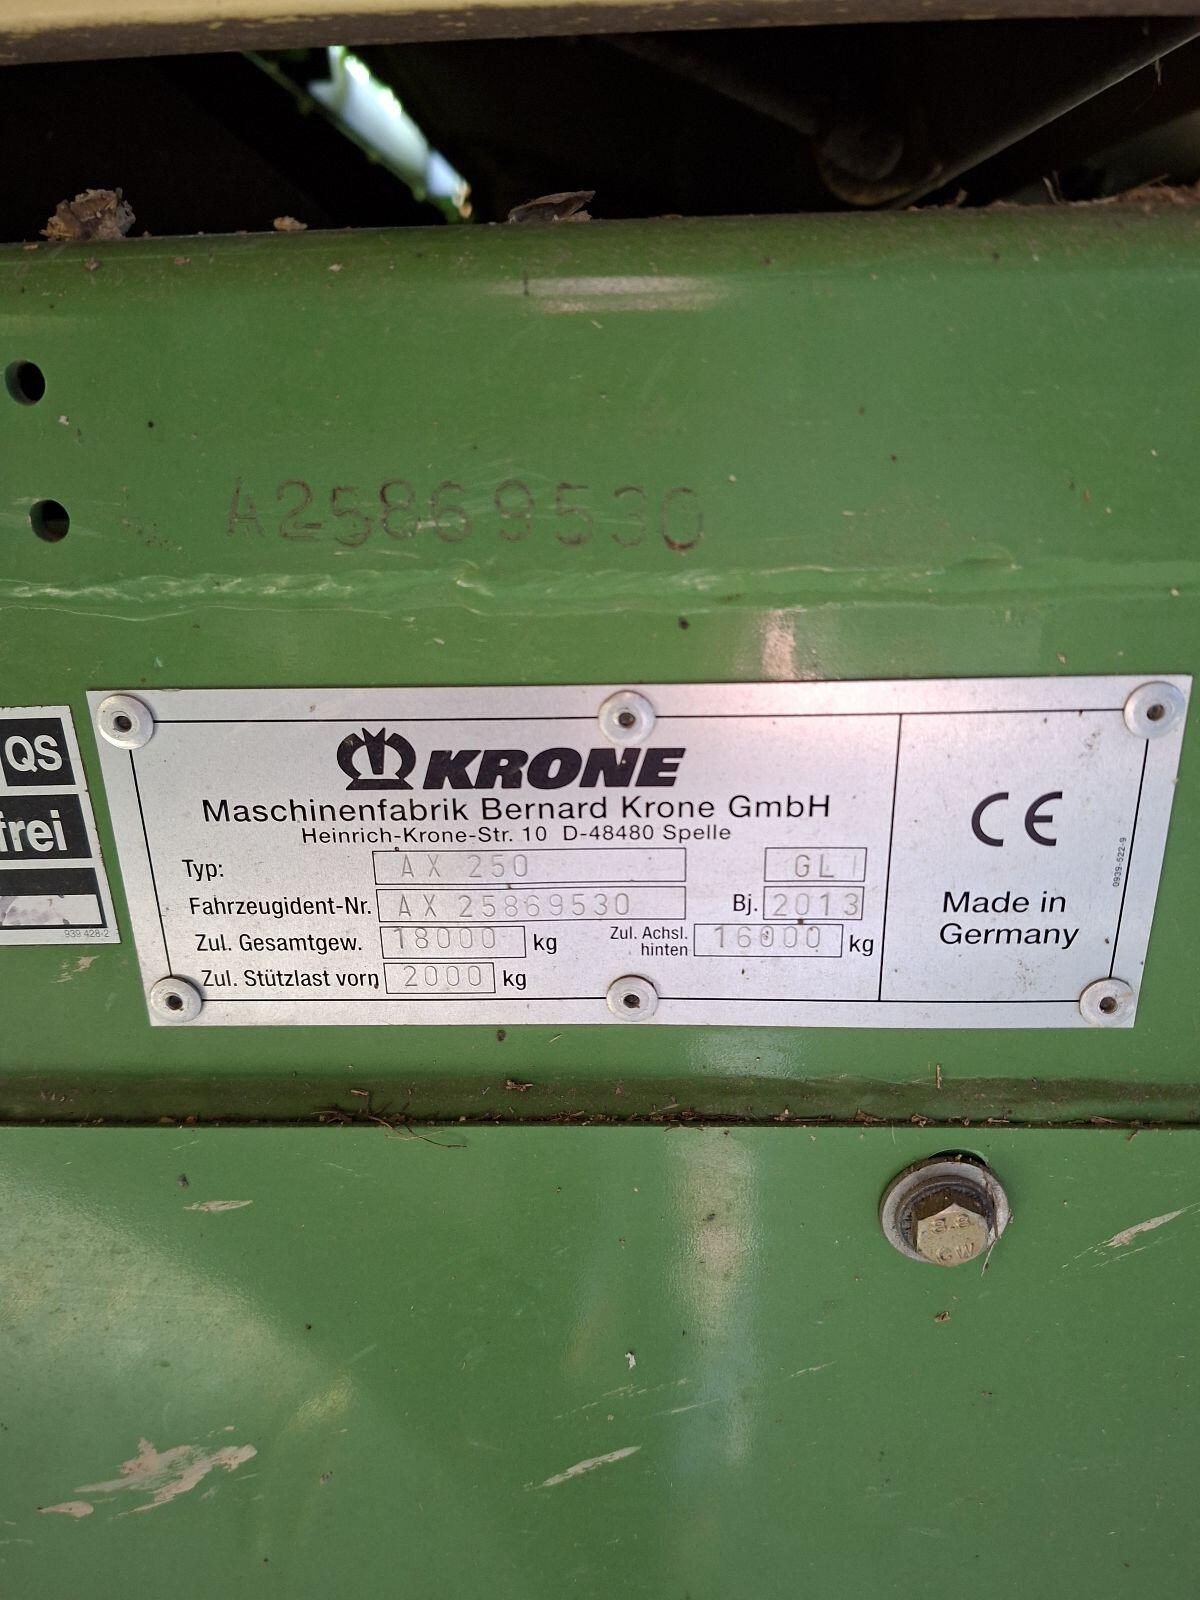 A25869530
QS
frei
939 428-2
KRONE
Maschinenfabrik Bernard Krone GmbH
Heinrich-Krone-Str. 10 D-48480 Spelle
Typ: AX 250 GL
Fahrzeugident-Nr. AX 25869530 Bj. 2013
Zul. Gesamtgew. 18000 kg Zul. Achsl. hinten 16000 kg
Zul. Stützlast vorn 2000 kg
CE
0939-522-9
Made in
Germany
8.8
CW